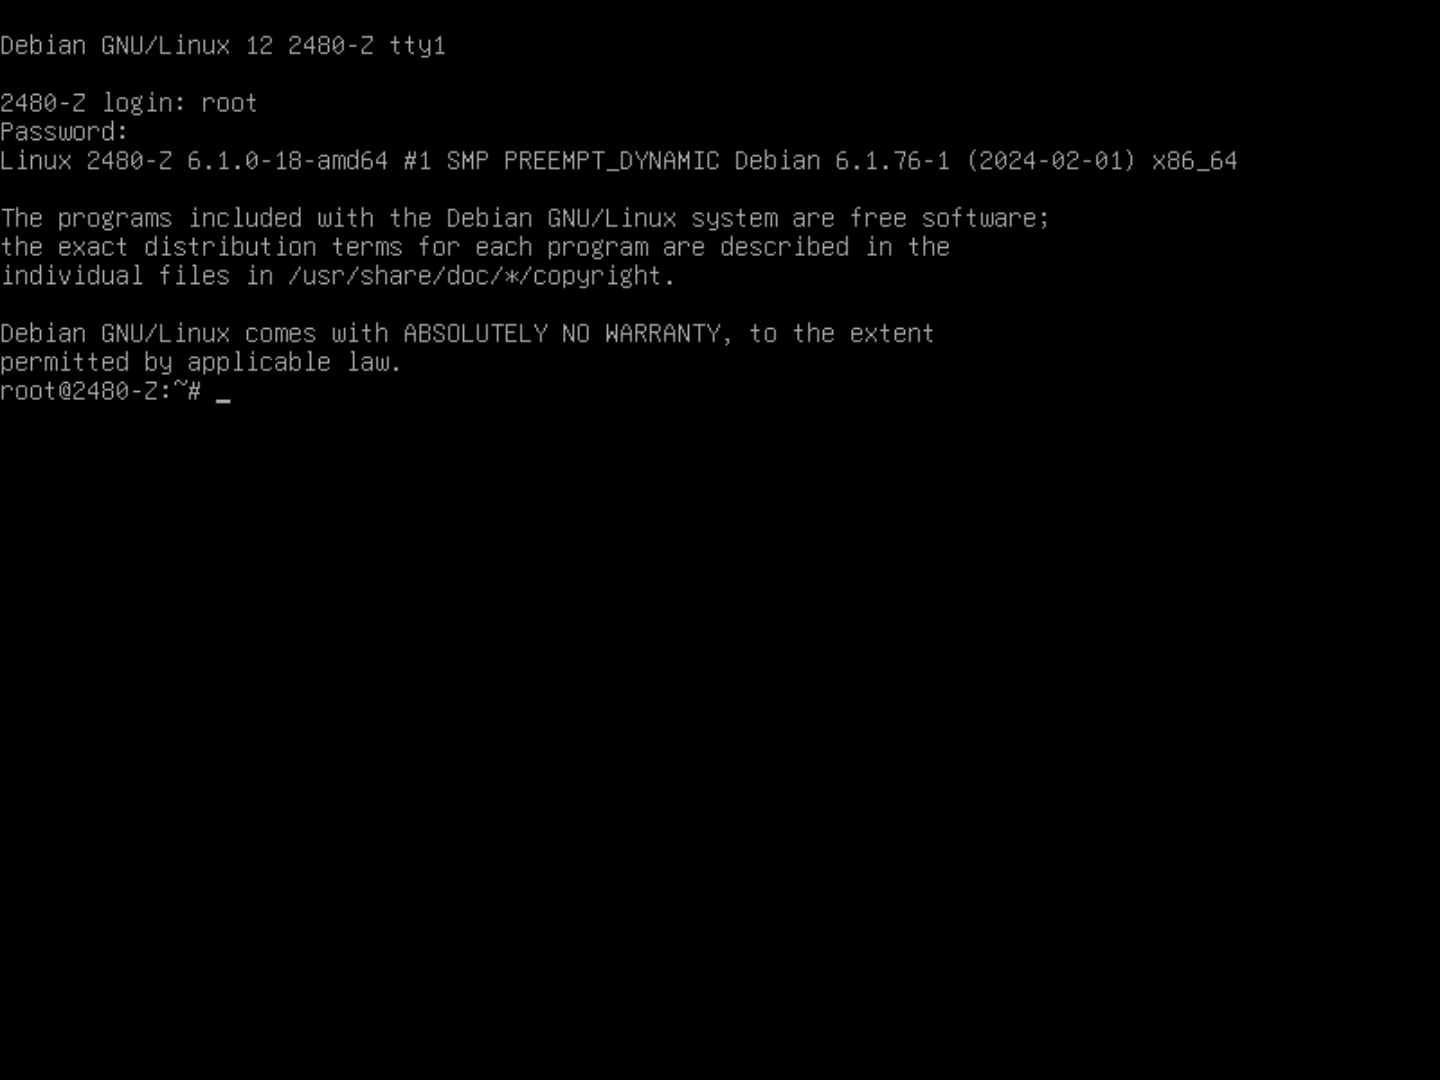 Debian GNU/Linux 12 2480-Z tty1
2480-Z login: root
Password:
Linux 2480-Z 6.1.0-18-amd64 #1 SMP PREEMPT_DYNAMIC Debian 6.1.76-1 (2024-02-01) x86_64
The programs included with the Debian GNU/Linux system are free software;
the exact distribution terms for each program are described in the
individual files in /usr/share/doc/*/copyright.
Debian GNU/Linux comes with ABSOLUTELY NO WARRANTY, to the extent
permitted by applicable law.
root@2480-Z:~# _